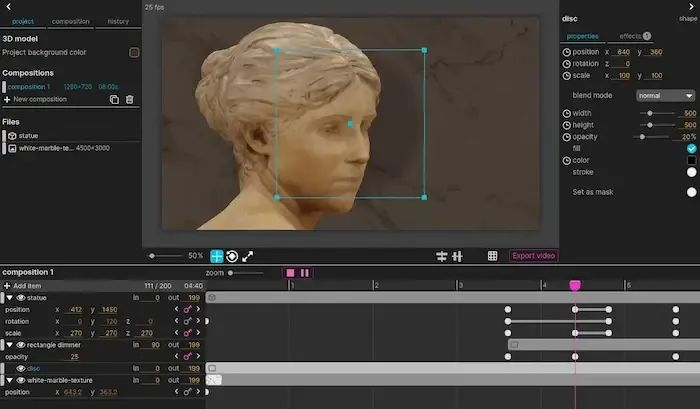 25 fps
project composition history
3D model
Project background color
Compositions
composition 1 1280×720 08:00s
+ New composition
Files
statue
white-marble-te... 4500×3000
50%
Export video
disc shape
properties effects 1
position x 640 y 360
rotation z 0
scale x 100 y 100
blend mode normal
width 500
height 500
opacity 20%
fill
color
stroke
Set as mask
composition 1 zoom
+ Add item 111 / 200 04:40 1 2 3 4 5
statue in 0 out 199
position x 412 y 1450
rotation x 0 y 120 z 0
scale x 270 y 270 z 270
rectangle dimmer in 90 out 199
opacity 25
disc in 0 out 199
white-marble-texture in 0 out 199
position x 643.2 y 363.2